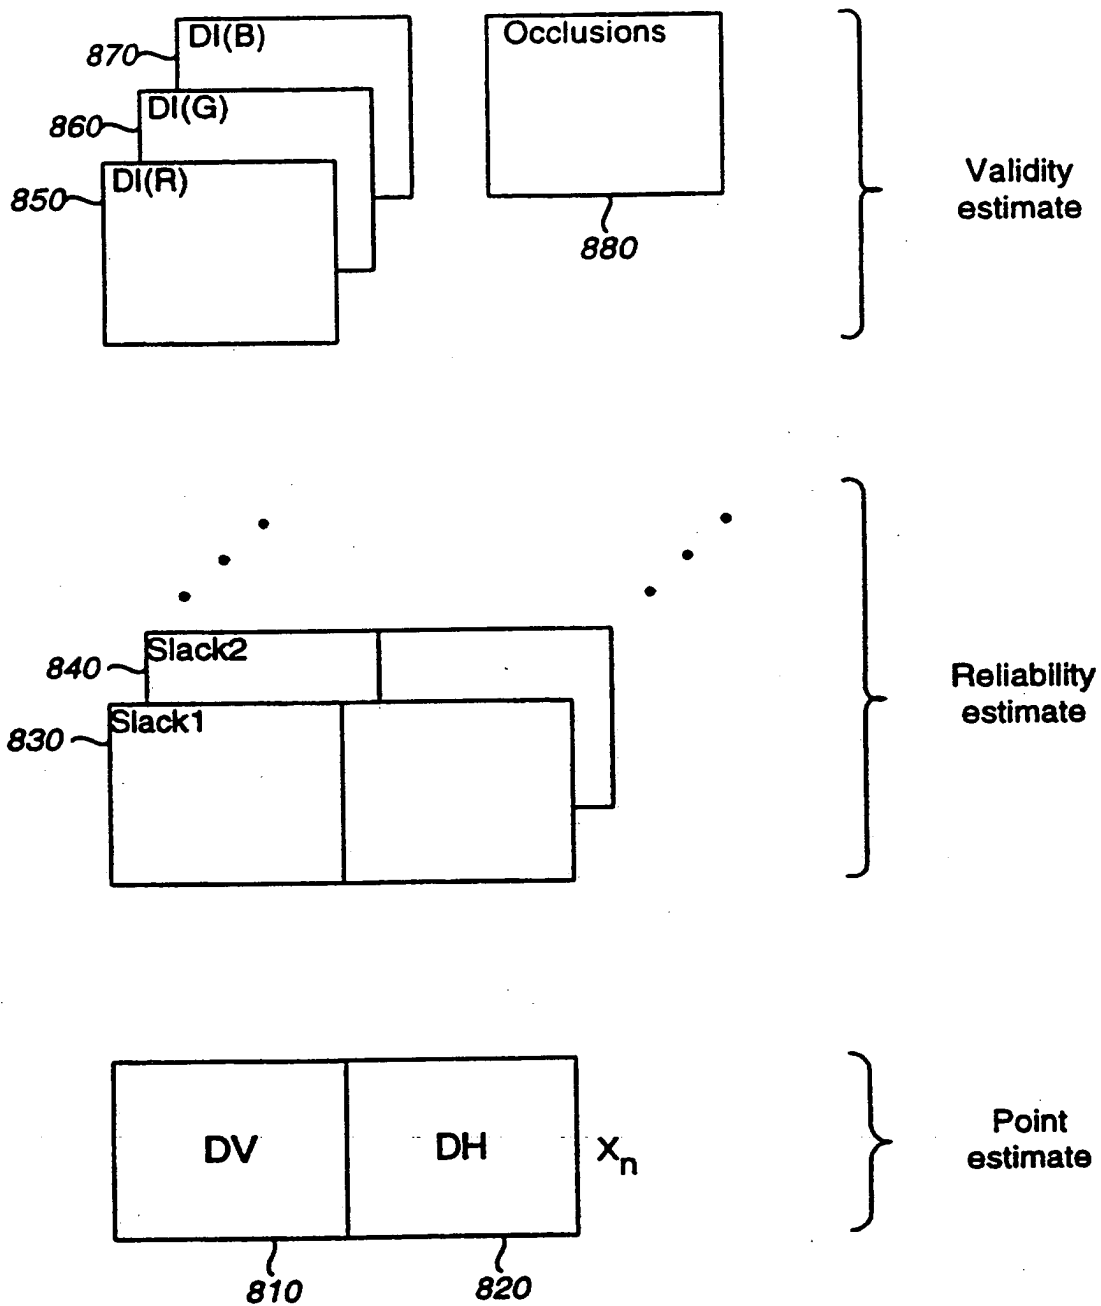 DI(B)
870
DI(G)
860
DI(R)
850
Occlusions
880
Validity
estimate
Slack2
840
Slack1
830
Reliability
estimate
DV
DH
Xn
810
820
Point
estimate